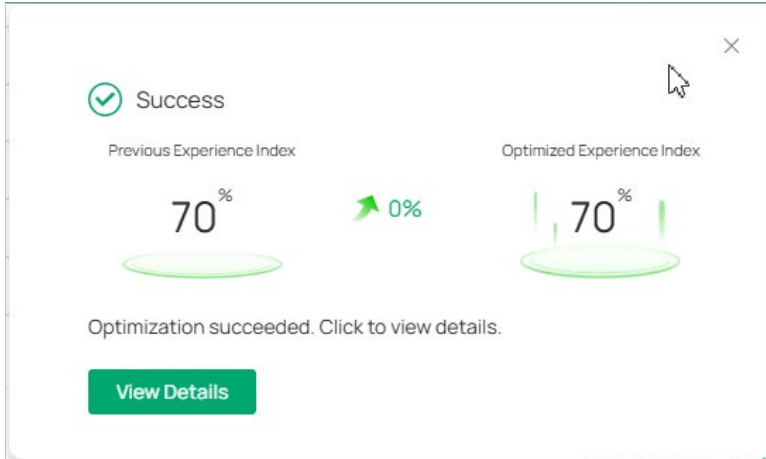 Success
Previous Experience Index
Optimized Experience Index
70%
0%
70%
Optimization succeeded. Click to view details.
View Details